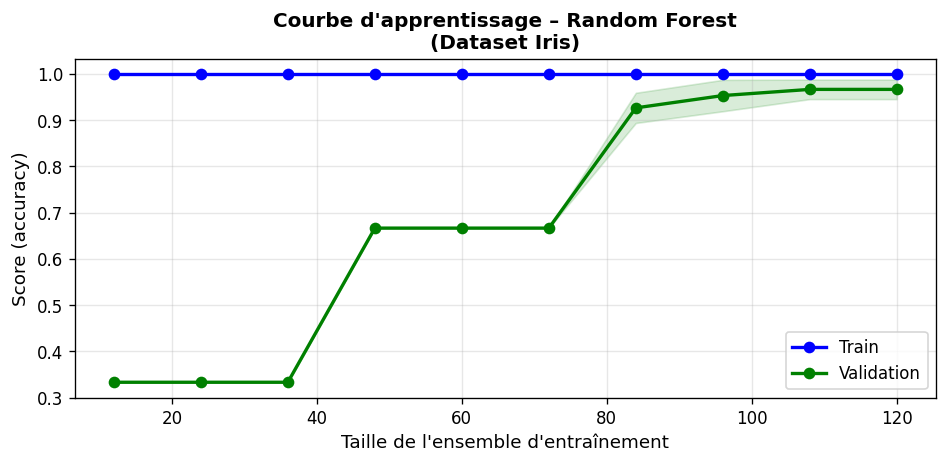 Courbe d'apprentissage – Random Forest
(Dataset Iris)
Score (accuracy)
1.0
0.9
0.8
0.7
0.6
0.5
0.4
0.3
20 40 60 80 100 120
Taille de l'ensemble d'entraînement
Train
Validation